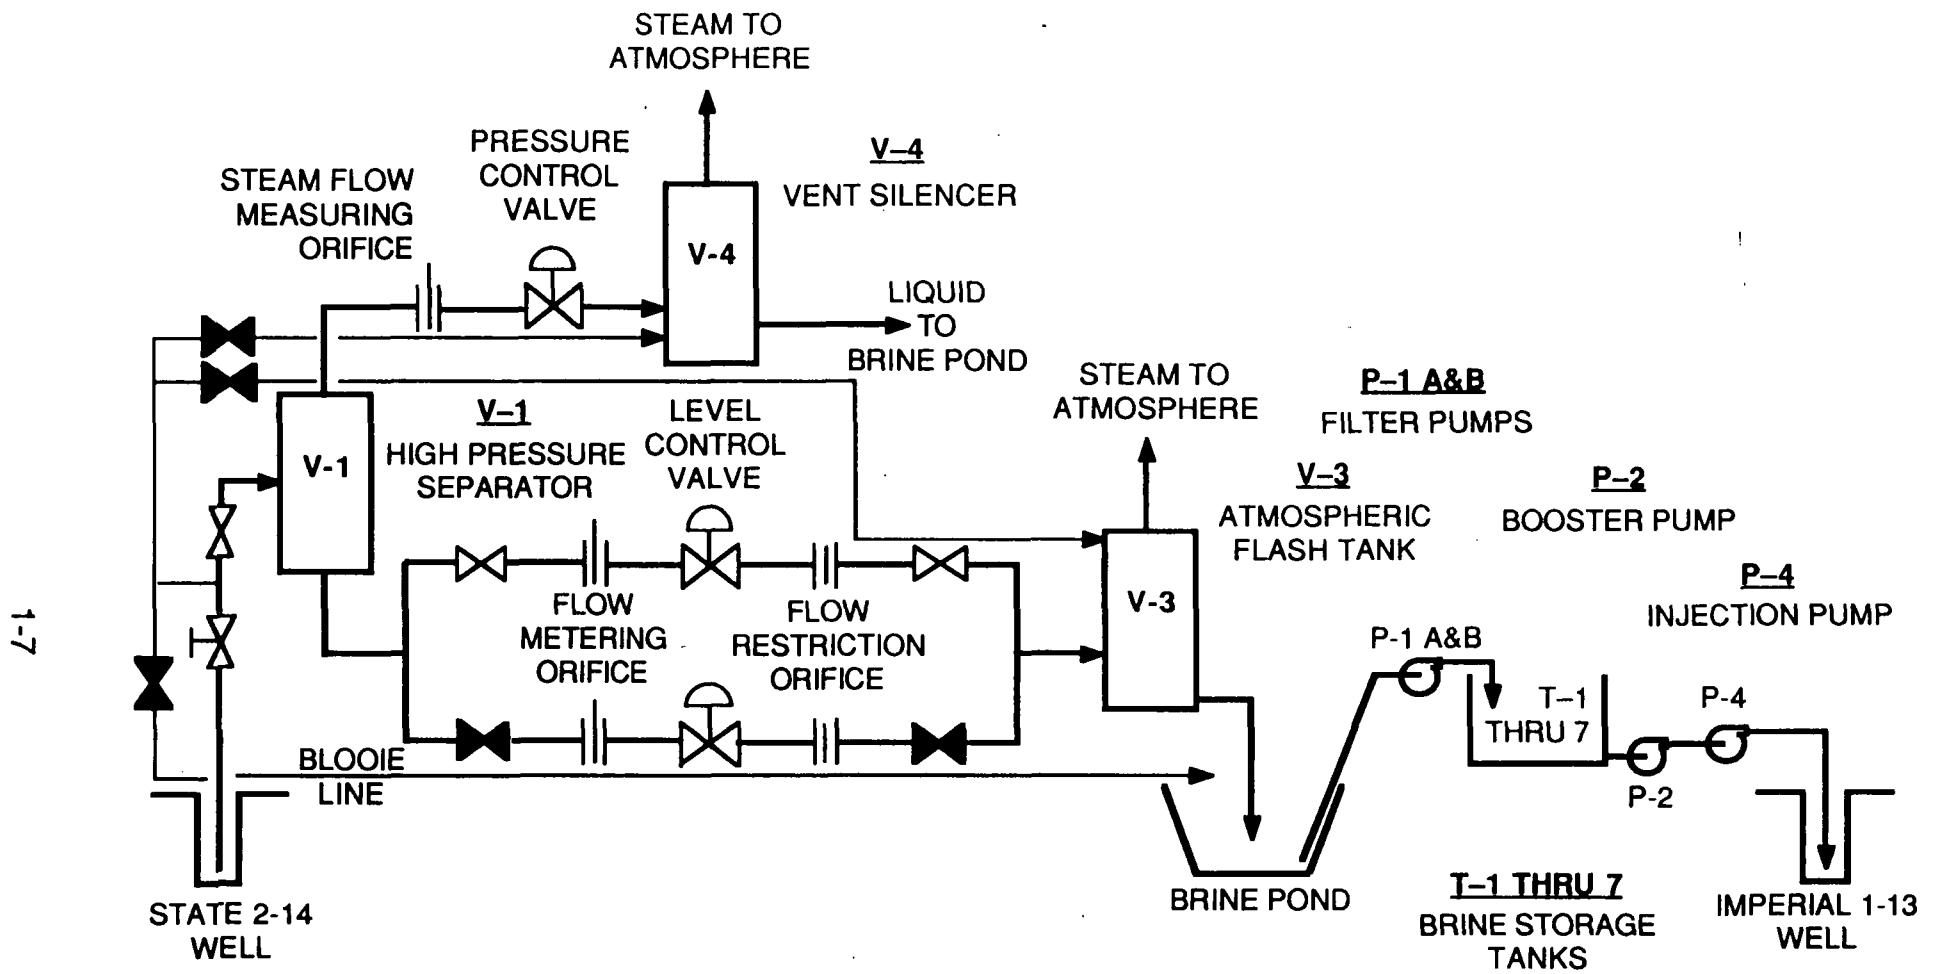 STEAM TO
ATMOSPHERE
PRESSURE
CONTROL
VALVE
V–4
VENT SILENCER
STEAM FLOW
MEASURING
ORIFICE
V-4
LIQUID
TO
BRINE POND
STEAM TO
ATMOSPHERE
P–1 A&B
FILTER PUMPS
V–1
HIGH PRESSURE
SEPARATOR
LEVEL
CONTROL
VALVE
V-1
V–3
ATMOSPHERIC
FLASH TANK
P–2
BOOSTER PUMP
P–4
INJECTION PUMP
V-3
FLOW
METERING
ORIFICE
FLOW
RESTRICTION
ORIFICE
1-7
P-1 A&B
T–1
THRU 7
P-4
P-2
BLOOIE
LINE
STATE 2-14
WELL
BRINE POND
T–1 THRU 7
BRINE STORAGE
TANKS
IMPERIAL 1-13
WELL